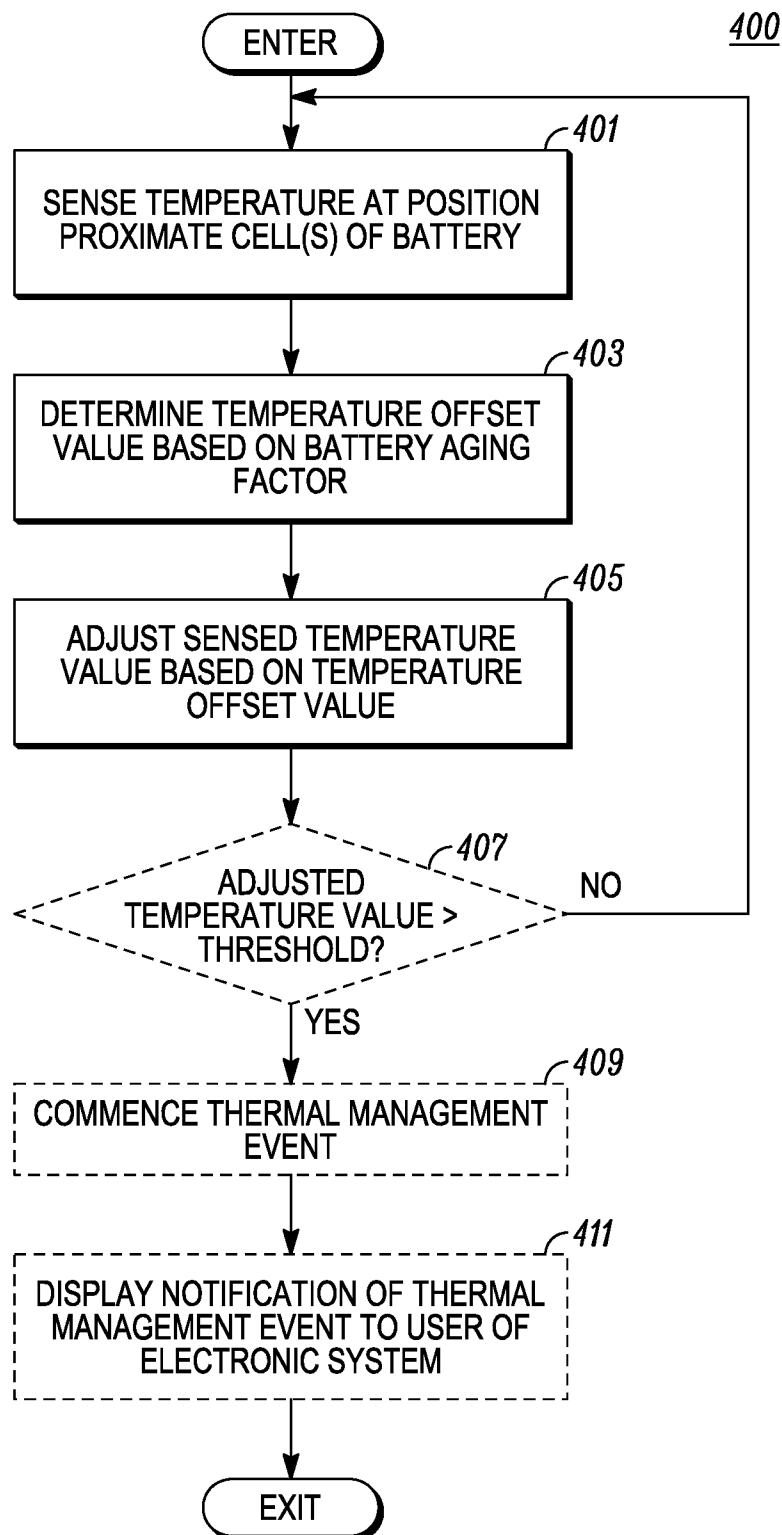 400
ENTER
401
SENSE TEMPERATURE AT POSITION
PROXIMATE CELL(S) OF BATTERY
403
DETERMINE TEMPERATURE OFFSET
VALUE BASED ON BATTERY AGING
FACTOR
405
ADJUST SENSED TEMPERATURE
VALUE BASED ON TEMPERATURE
OFFSET VALUE
407
ADJUSTED
TEMPERATURE VALUE >
THRESHOLD?
NO
YES
409
COMMENCE THERMAL MANAGEMENT
EVENT
411
DISPLAY NOTIFICATION OF THERMAL
MANAGEMENT EVENT TO USER OF
ELECTRONIC SYSTEM
EXIT